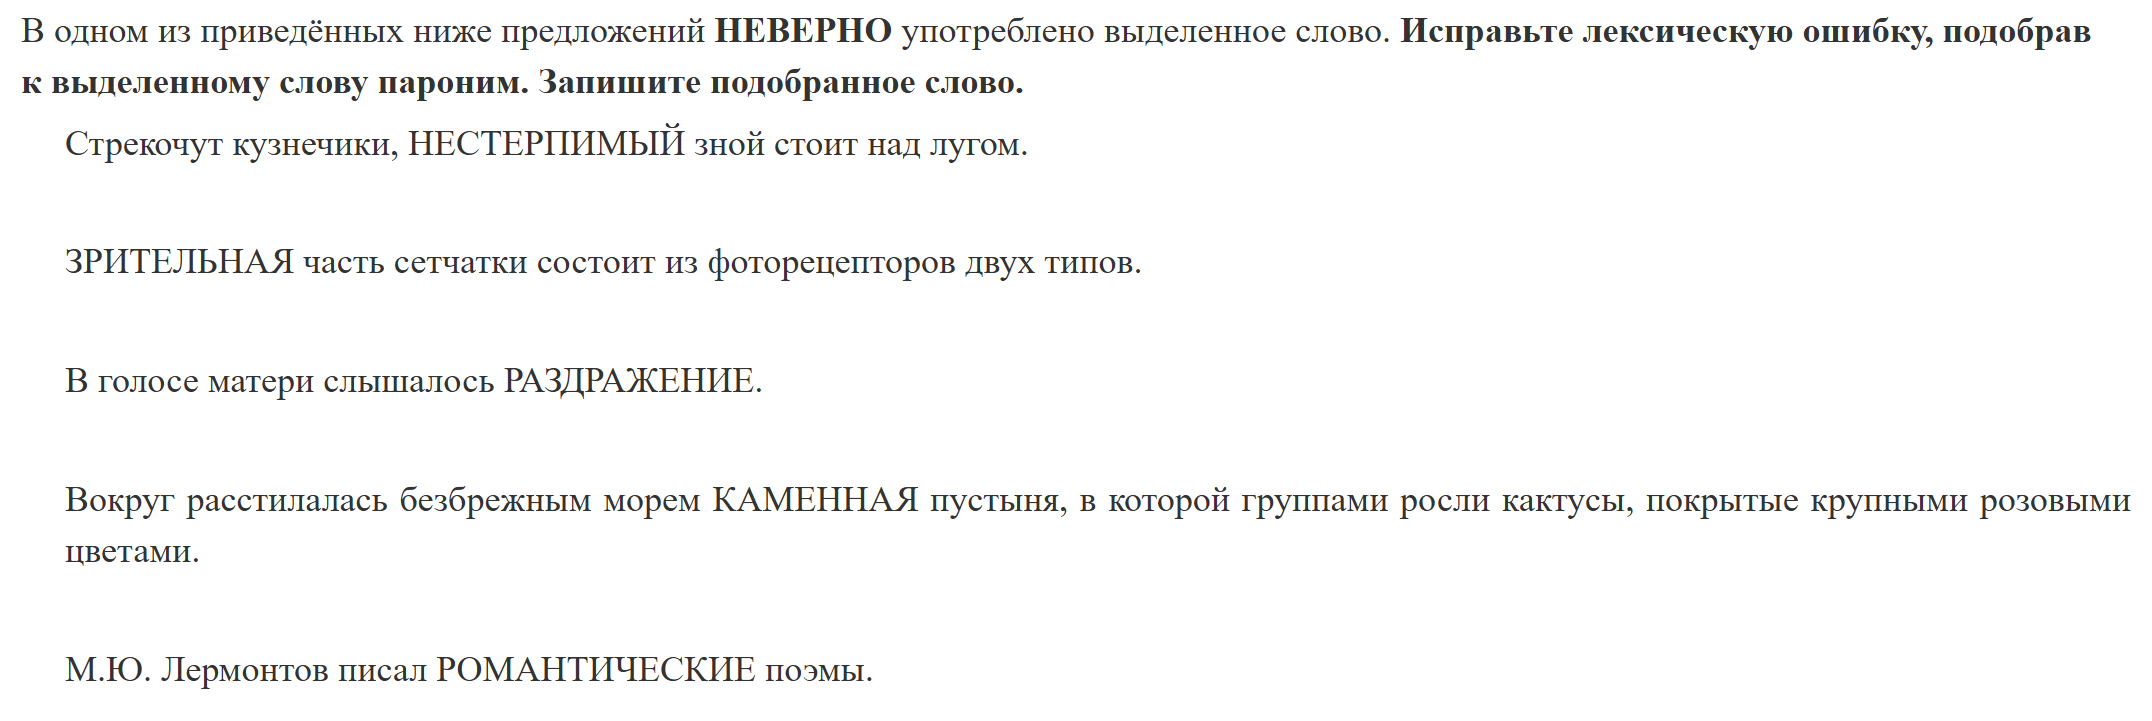 В одном из приведённых ниже предложений НЕВЕРНО употреблено выделенное слово. Исправьте лексическую ошибку, подобрав
к выделенному слову пароним. Запишите подобранное слово.
Стрекочут кузнечики, НЕСТЕРПИМЫЙ зной стоит над лугом.
ЗРИТЕЛЬНАЯ часть сетчатки состоит из фоторецепторов двух типов.
В голосе матери слышалось РАЗДРАЖЕНИЕ.
Вокруг расстилалась безбрежным морем КАМЕННАЯ пустыня, в которой группами росли кактусы, покрытые крупными розовыми
цветами.
М.Ю. Лермонтов писал РОМАНТИЧЕСКИЕ поэмы.